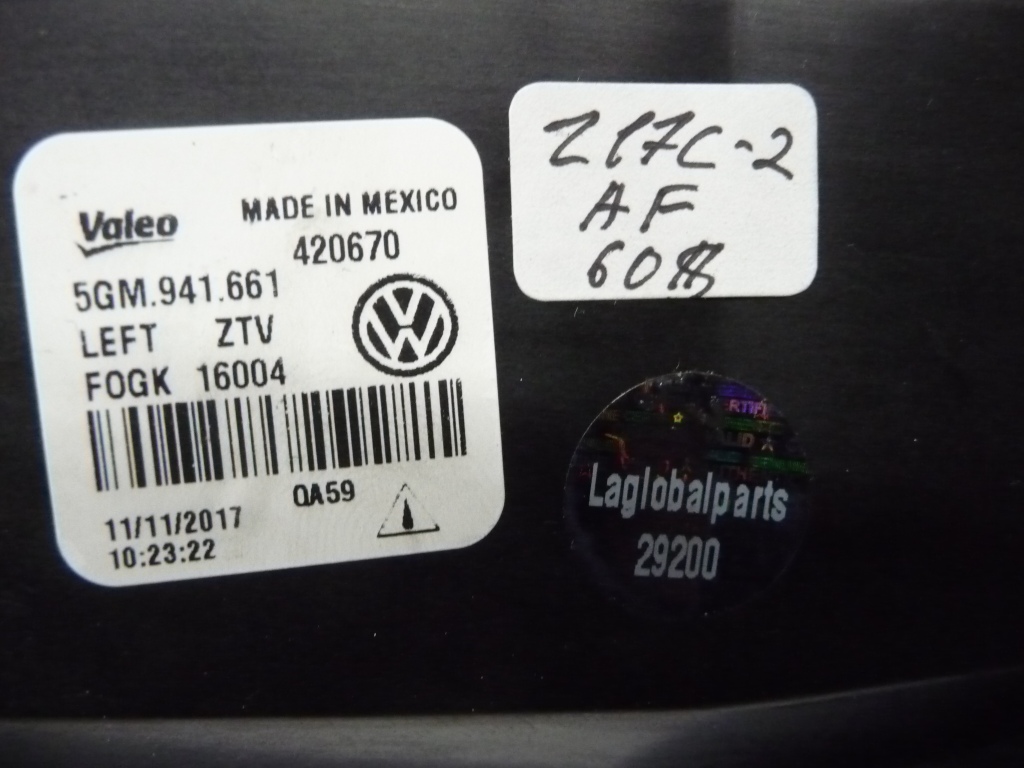 Valeo
MADE IN MEXICO
420670
5GM.941.661
LEFT ZTV
FOGK 16004
QA59
11/11/2017
10:23:22
Z17C-2
AF
60
Laglobalparts
29200